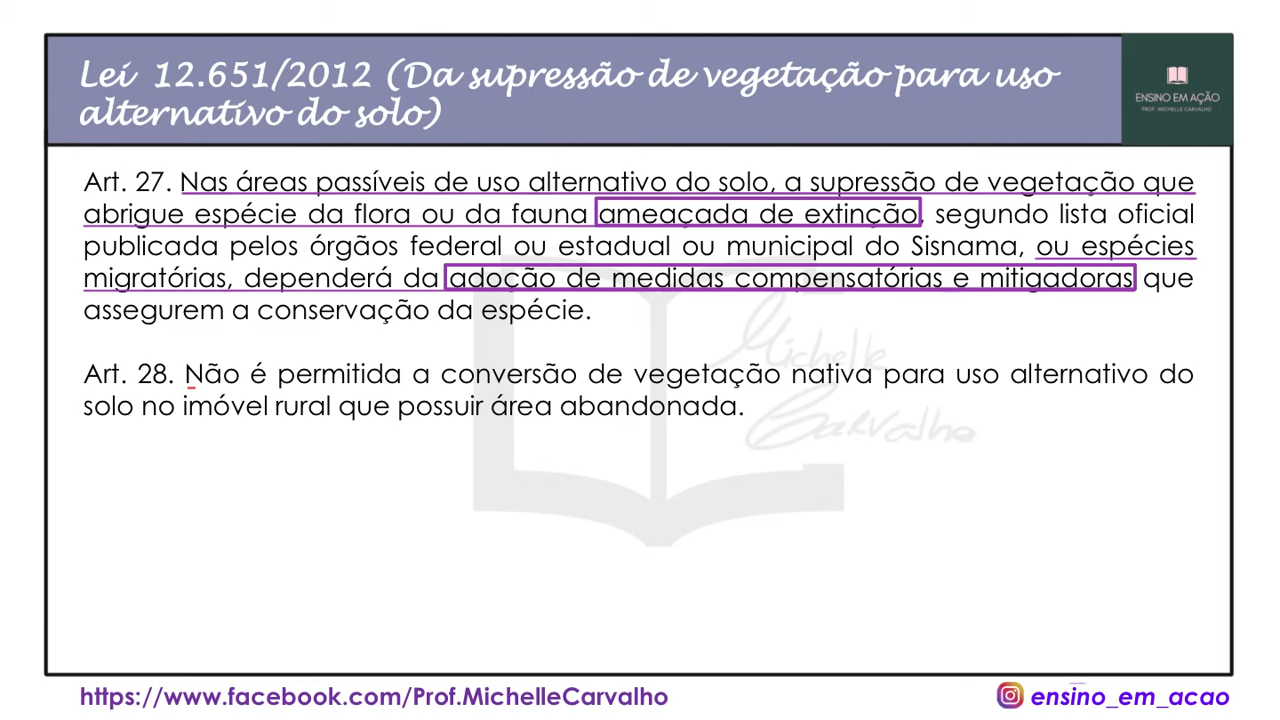 Lei 12.651/2012 (Da supressão de vegetação para uso
alternativo do solo)
ENSINO EM AÇÃO
PROF. MICHELLE CARVALHO
Art. 27. Nas áreas passíveis de uso alternativo do solo, a supressão de vegetação que
abrigue espécie da flora ou da fauna ameaçada de extinção, segundo lista oficial
publicada pelos órgãos federal ou estadual ou municipal do Sisnama, ou espécies
migratórias, dependerá da adoção de medidas compensatórias e mitigadoras que
assegurem a conservação da espécie.
Art. 28. Não é permitida a conversão de vegetação nativa para uso alternativo do
solo no imóvel rural que possuir área abandonada.
Michelle
Carvalho
https://www.facebook.com/Prof.MichelleCarvalho
ensino_em_acao